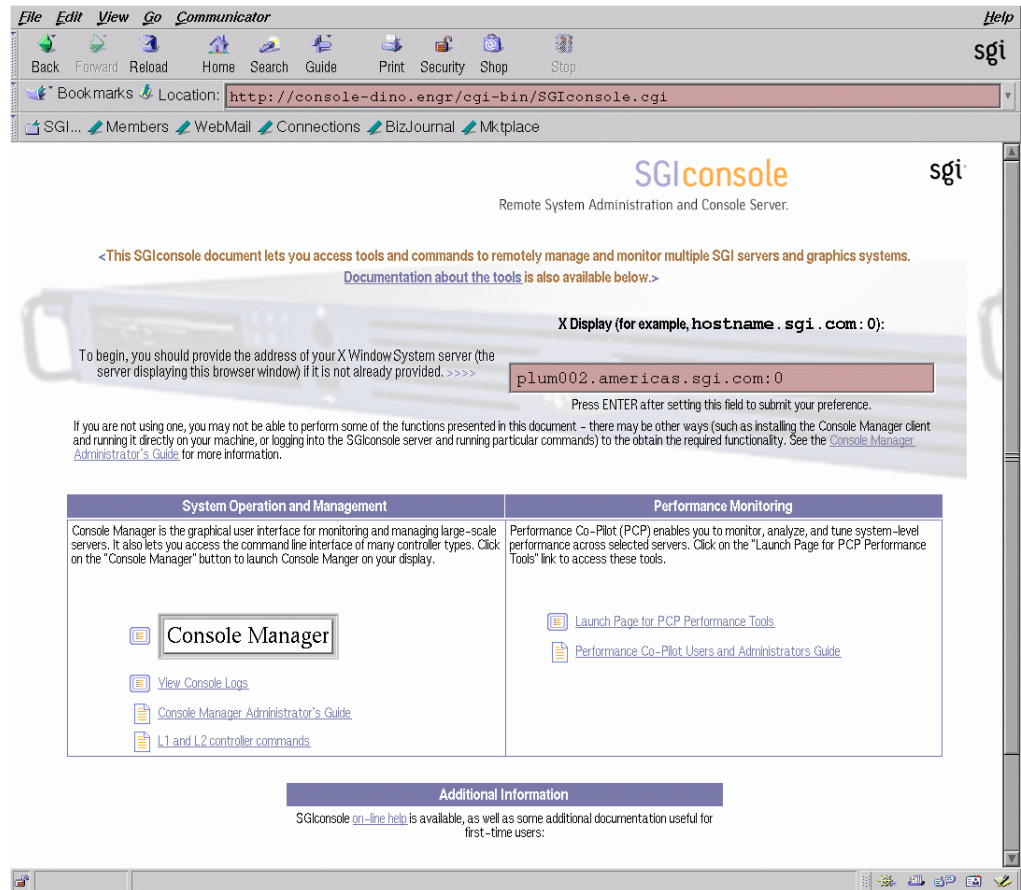 File Edit View Go Communicator Help
Back Forward Reload Home Search Guide Print Security Shop Stop
sgi
Bookmarks Location: http://console-dino.engr/cgi-bin/SGIconsole.cgi
SGI... Members WebMail Connections BizJournal Mktplace
SGIconsole
sgi
Remote System Administration and Console Server.
<This SGIconsole document lets you access tools and commands to remotely manage and monitor multiple SGI servers and graphics systems.
Documentation about the tools is also available below.>
X Display (for example, hostname.sgi.com:0):
To begin, you should provide the address of your X Window System server (the
server displaying this browser window) if it is not already provided. >>>>
plum002.americas.sgi.com:0
Press ENTER after setting this field to submit your preference.
If you are not using one, you may not be able to perform some of the functions presented in this document - there may be other ways (such as installing the Console Manager client
and running it directly on your machine, or logging into the SGIconsole server and running particular commands) to the obtain the required functionality. See the Console Manager
Administrator's Guide for more information.
System Operation and Management
Console Manager is the graphical user interface for monitoring and managing large-scale
servers. It also lets you access the command line interface of many controller types. Click
on the "Console Manager" button to launch Console Manger on your display.
Console Manager
View Console Logs
Console Manager Administrator's Guide
L1 and L2 controller commands
Performance Monitoring
Performance Co-Pilot (PCP) enables you to monitor, analyze, and tune system-level
performance across selected servers. Click on the "Launch Page for PCP Performance
Tools" link to access these tools.
Launch Page for PCP Performance Tools
Performance Co-Pilot Users and Administrators Guide
Additional Information
SGIconsole on-line help is available, as well as some additional documentation useful for
first-time users: